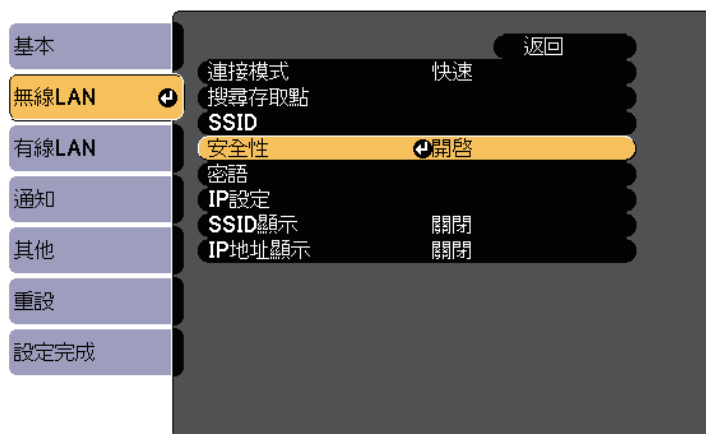 基本
無線LAN
有線LAN
通知
其他
重設
設定完成
返回
連接模式 快速
搜尋存取點
SSID
安全性 開啓
密語
IP設定
SSID顯示 關閉
IP地址顯示 關閉